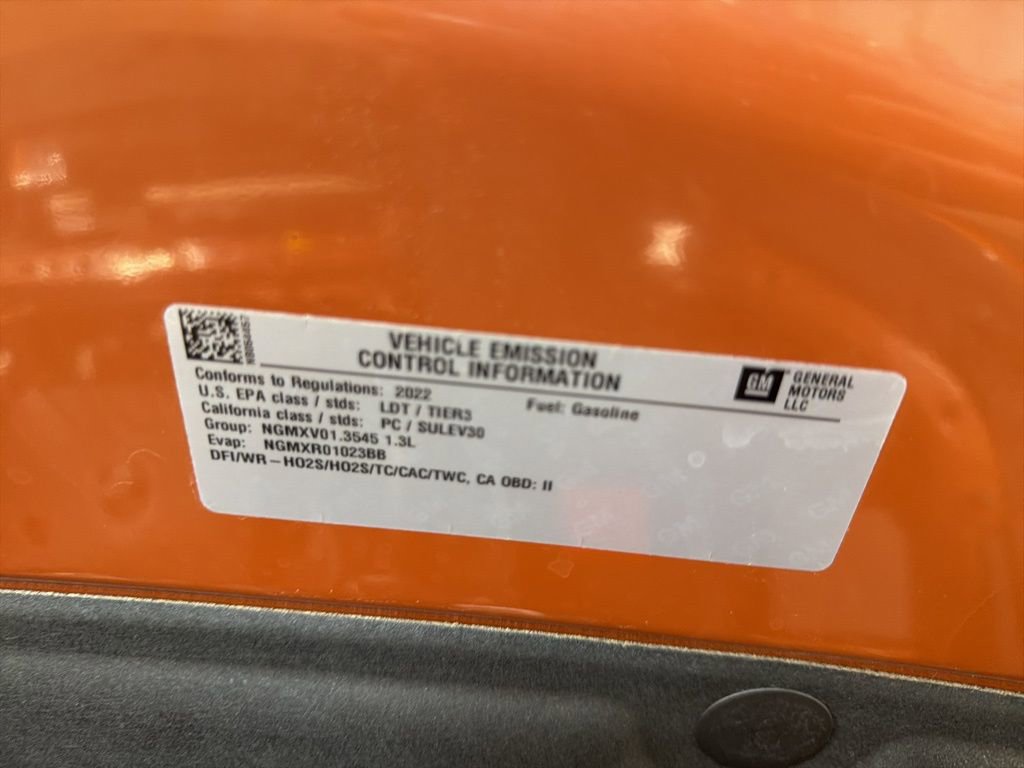 VEHICLE EMISSION
CONTROL INFORMATION
GM
GENERAL
MOTORS
LLC
Conforms to Regulations: 2022 Fuel: Gasoline
U.S. EPA class / stds: LDT / TIER3
California class / stds: PC / SULEV30
Group: NGMXV01.3545 1.3L
Evap: NGMXR01023BB
DFI/WR-HO2S/HO2S/TC/CAC/TWC, CA OBD: II